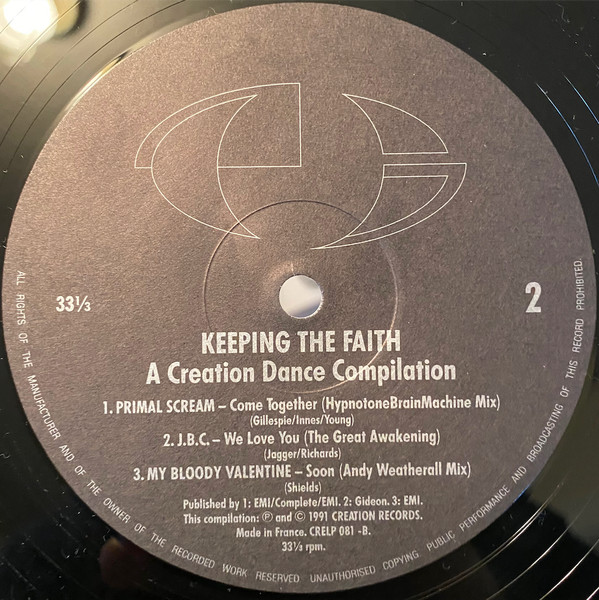 33⅓
2
KEEPING THE FAITH
A Creation Dance Compilation
1. PRIMAL SCREAM – Come Together (HypnotoneBrainMachine Mix)
(Gillespie/Innes/Young)
2. J.B.C. – We Love You (The Great Awakening)
(Jagger/Richards)
3. MY BLOODY VALENTINE – Soon (Andy Weatherall Mix)
(Shields)
Published by 1: EMI/Complete/EMI. 2: Gideon. 3: EMI.
This compilation: Ⓟ and © 1991 CREATION RECORDS.
Made in France. CRELP 081 -B.
33⅓ rpm.
ALL RIGHTS OF THE MANUFACTURER AND OF THE OWNER OF THE RECORDED WORK RESERVED UNAUTHORISED COPYING PUBLIC PERFORMANCE AND BROADCASTING OF THIS RECORD PROHIBITED.